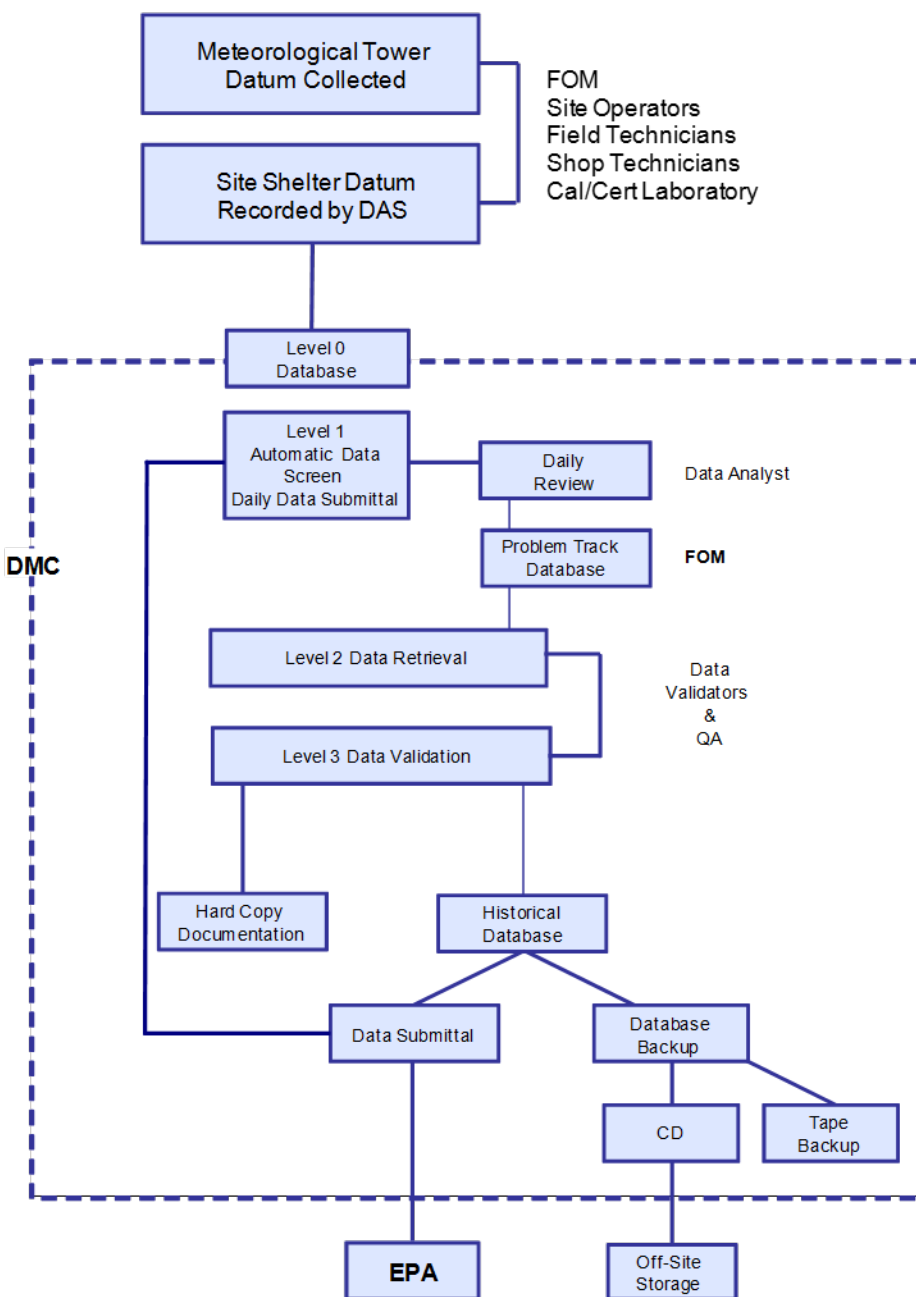 Meteorological Tower
Datum Collected
FOM
Site Operators
Field Technicians
Shop Technicians
Cal/Cert Laboratory
Site Shelter Datum
Recorded by DAS
Level 0
Database
Level 1
Automatic Data
Screen
Daily Data Submittal
Daily
Review
Data Analyst
Problem Track
Database
FOM
DMC
Level 2 Data Retrieval
Data
Validators
&
QA
Level 3 Data Validation
Hard Copy
Documentation
Historical
Database
Data Submittal
Database
Backup
CD
Tape
Backup
EPA
Off-Site
Storage